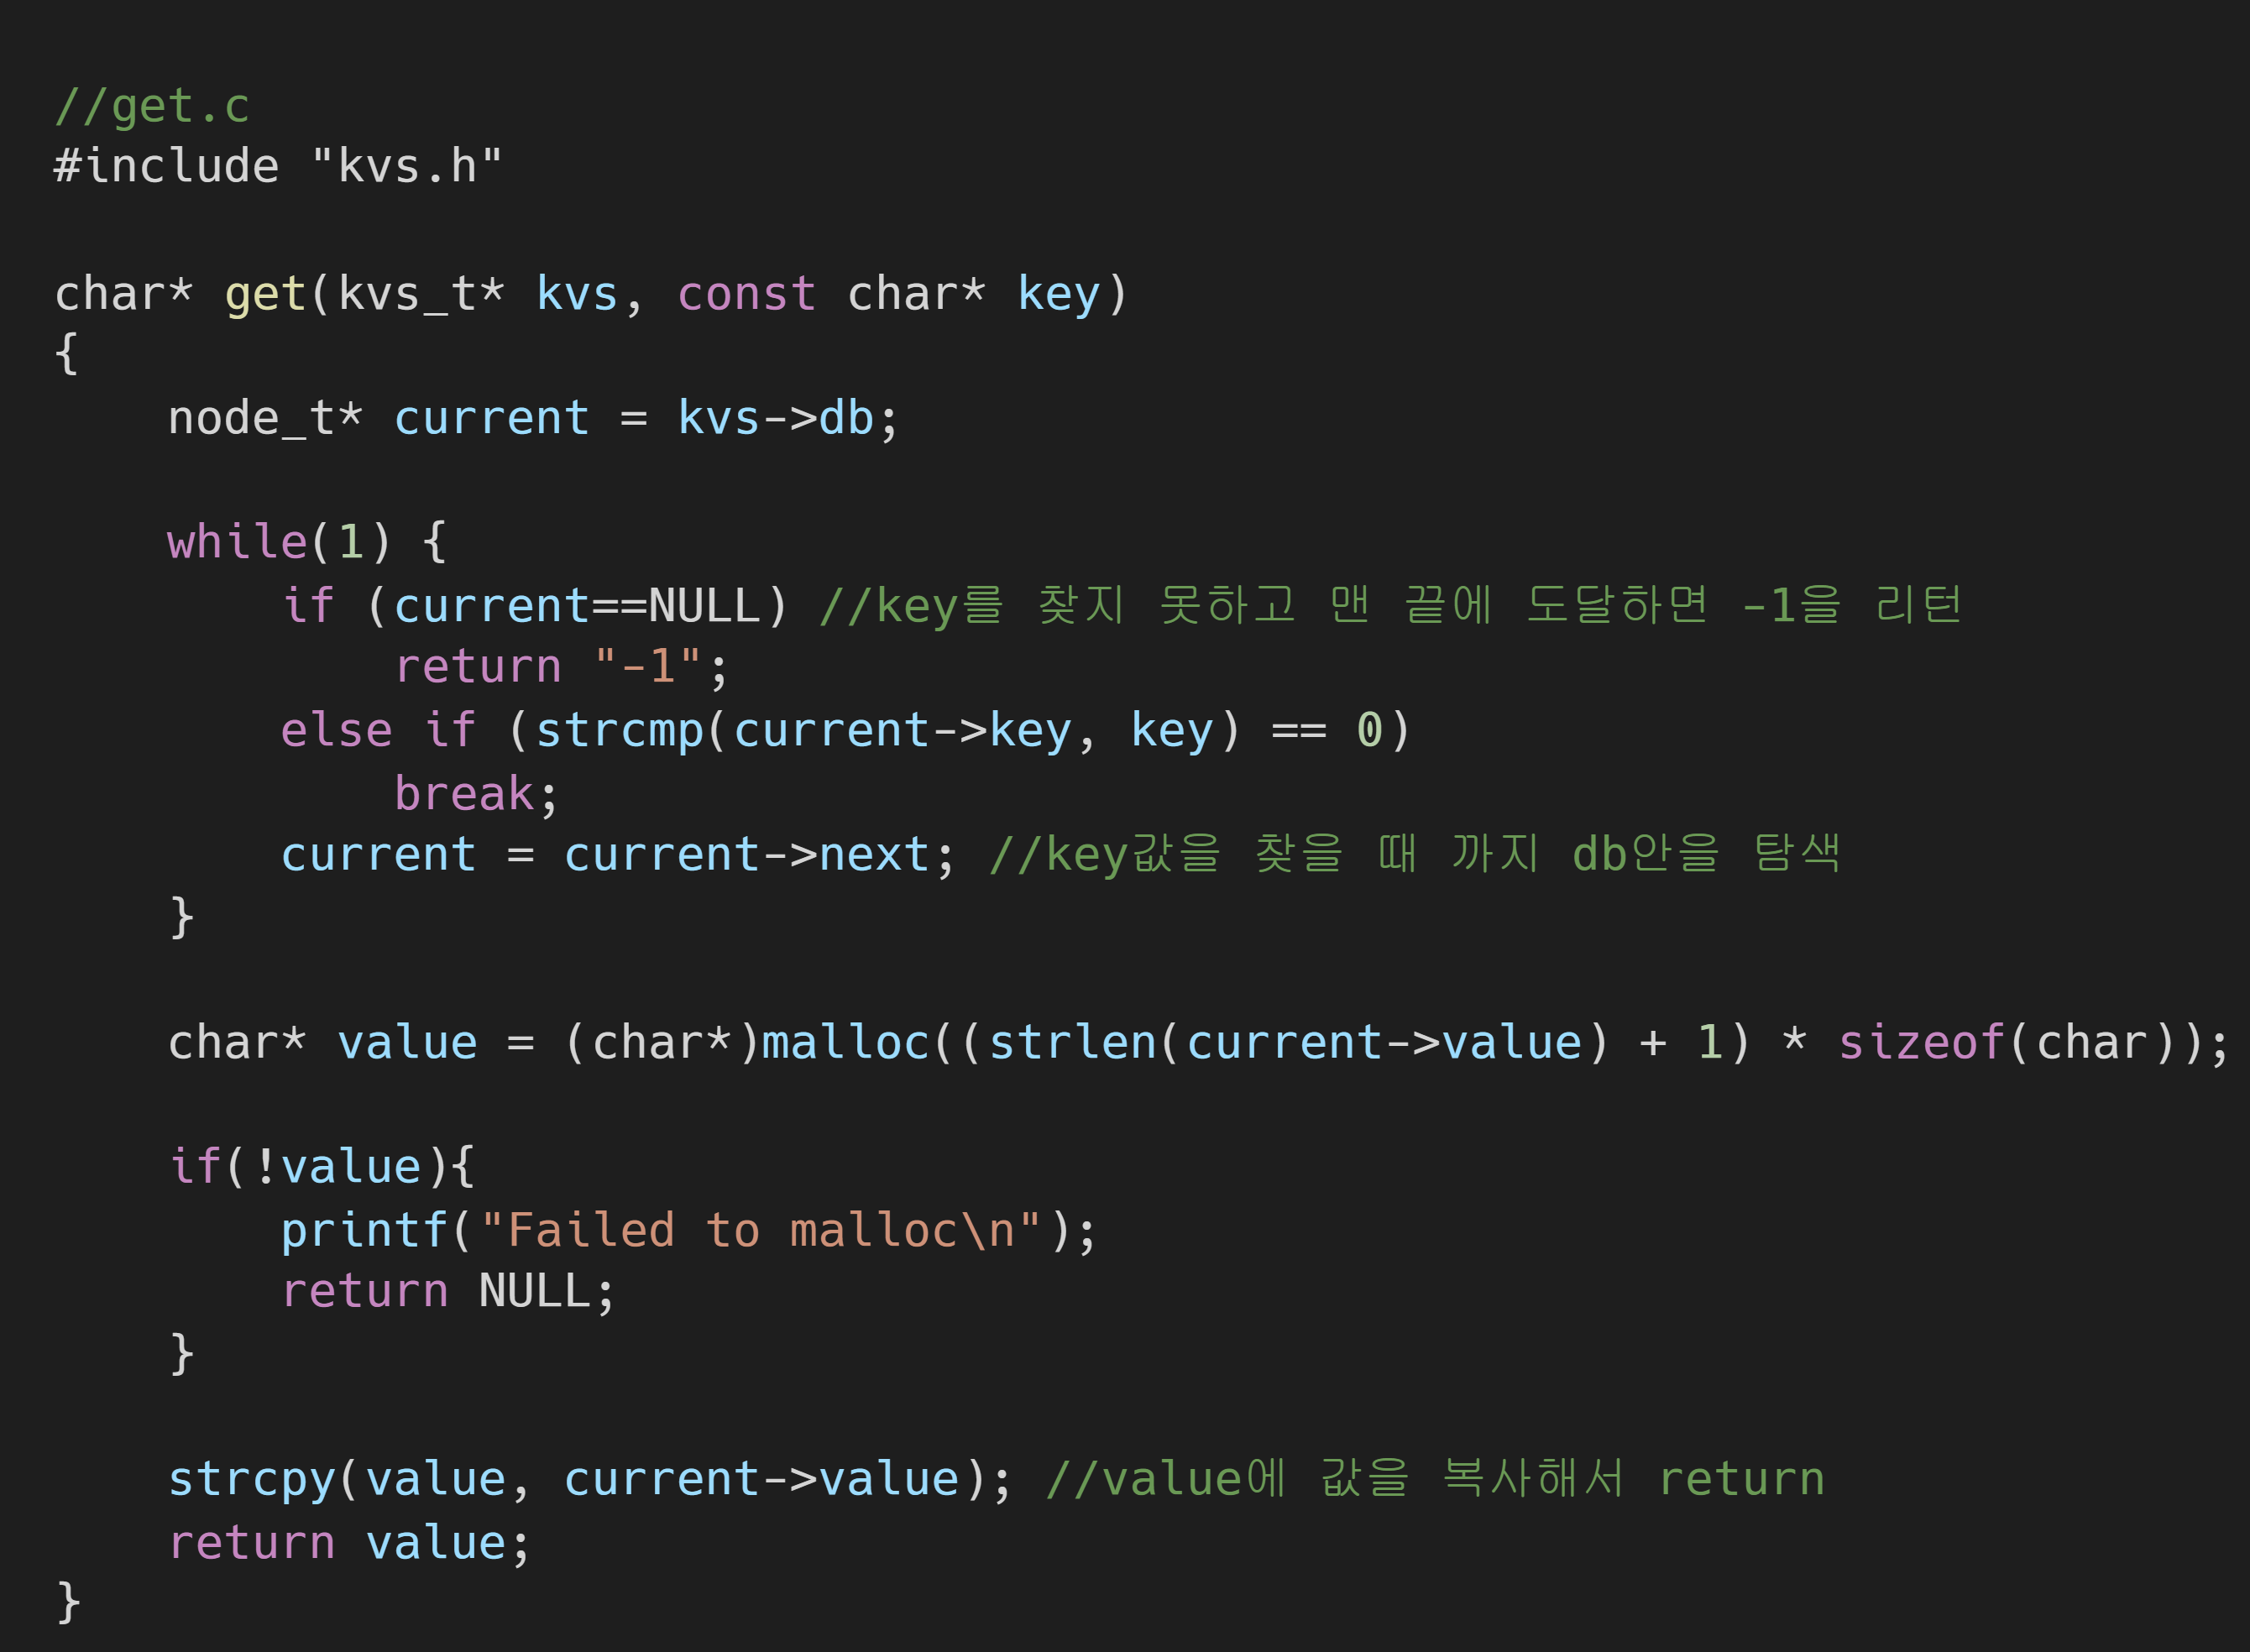 //get.c
#include "kvs.h"
char* get(kvs_t* kvs, const char* key)
{
    node_t* current = kvs->db;
    while(1) {
        if (current==NULL) //key를 찾지 못하고 맨 끝에 도달하면 -1을 리턴
            return "-1";
        else if (strcmp(current->key, key) == 0)
            break;
        current = current->next; //key값을 찾을 때 까지 db안을 탐색
    }
    char* value = (char*)malloc((strlen(current->value) + 1) * sizeof(char));
    if(!value){
        printf("Failed to malloc\n");
        return NULL;
    }
    strcpy(value, current->value); //value에 값을 복사해서 return
    return value;
}